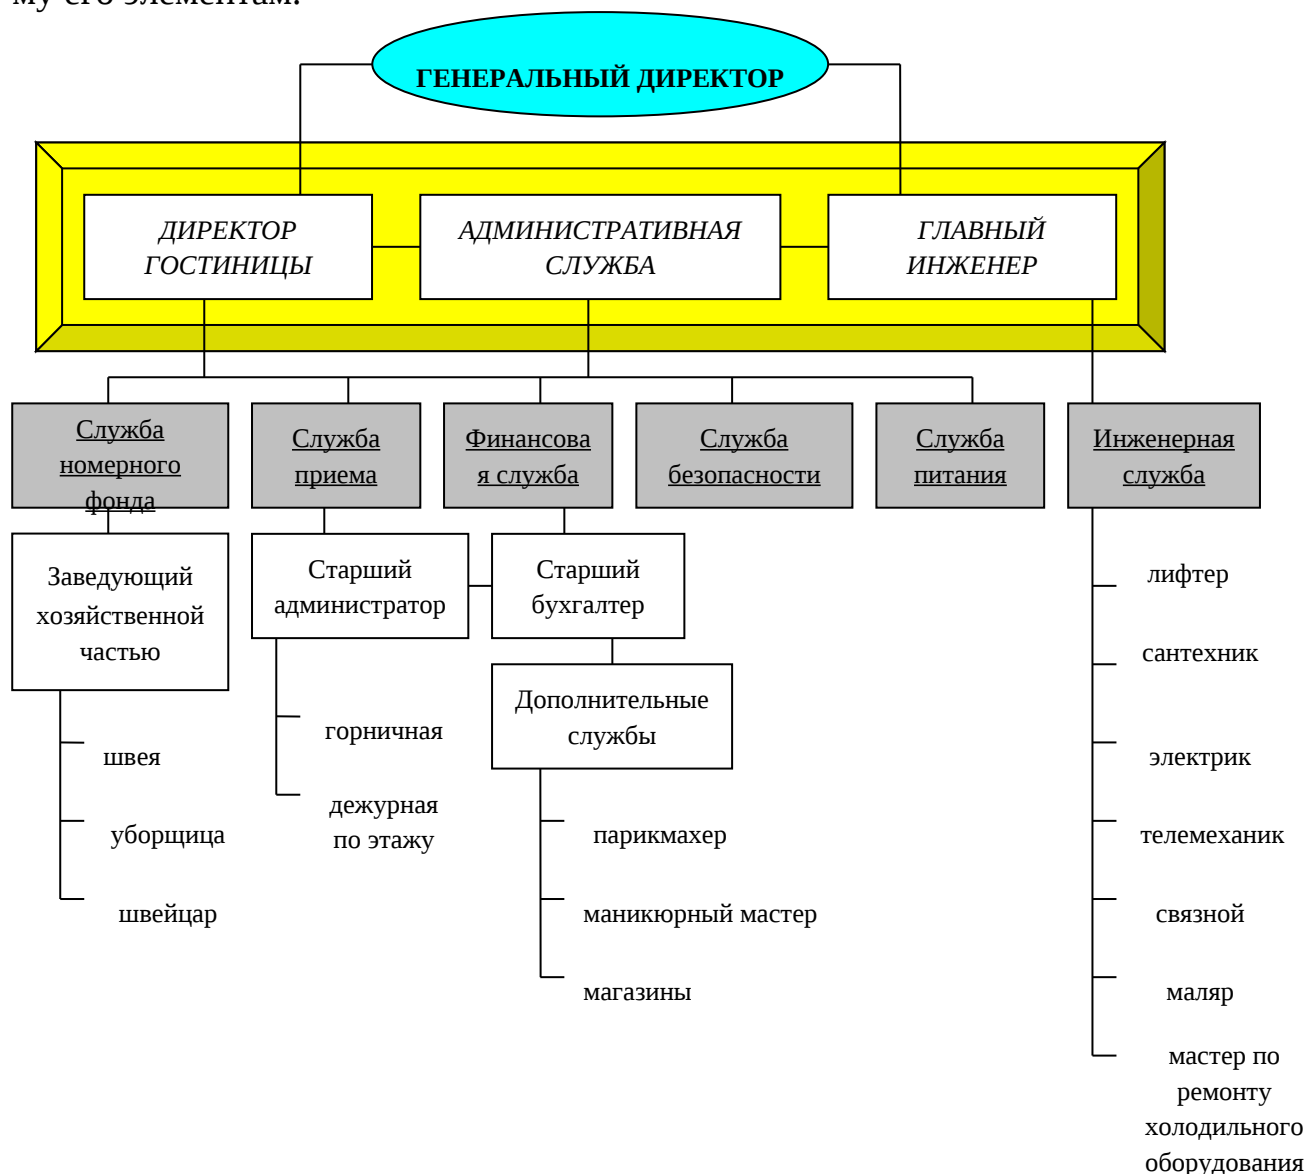 му его элементам.
ГЕНЕРАЛЬНЫЙ ДИРЕКТОР
ДИРЕКТОР
ГОСТИНИЦЫ
АДМИНИСТРАТИВНАЯ
СЛУЖБА
ГЛАВНЫЙ
ИНЖЕНЕР
Служба
номерного
фонда
Служба
приема
Финансова
я служба
Служба
безопасности
Служба
питания
Инженерная
служба
Заведующий
хозяйственной
частью
Старший
администратор
Старший
бухгалтер
Дополнительные
службы
швея
уборщица
швейцар
горничная
дежурная
по этажу
парикмахер
маникюрный мастер
магазины
лифтер
сантехник
электрик
телемеханик
связной
маляр
мастер по
ремонту
холодильного
оборудования